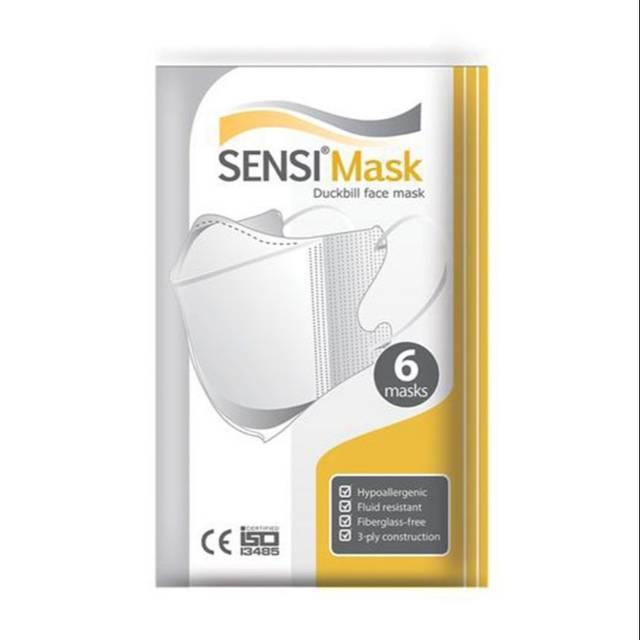 SENSI® Mask
Duckbill face mask
6
masks
Hypoallergenic
Fluid resistant
Fiberglass-free
3-ply construction
CE
CERTIFIED
ISO
13485